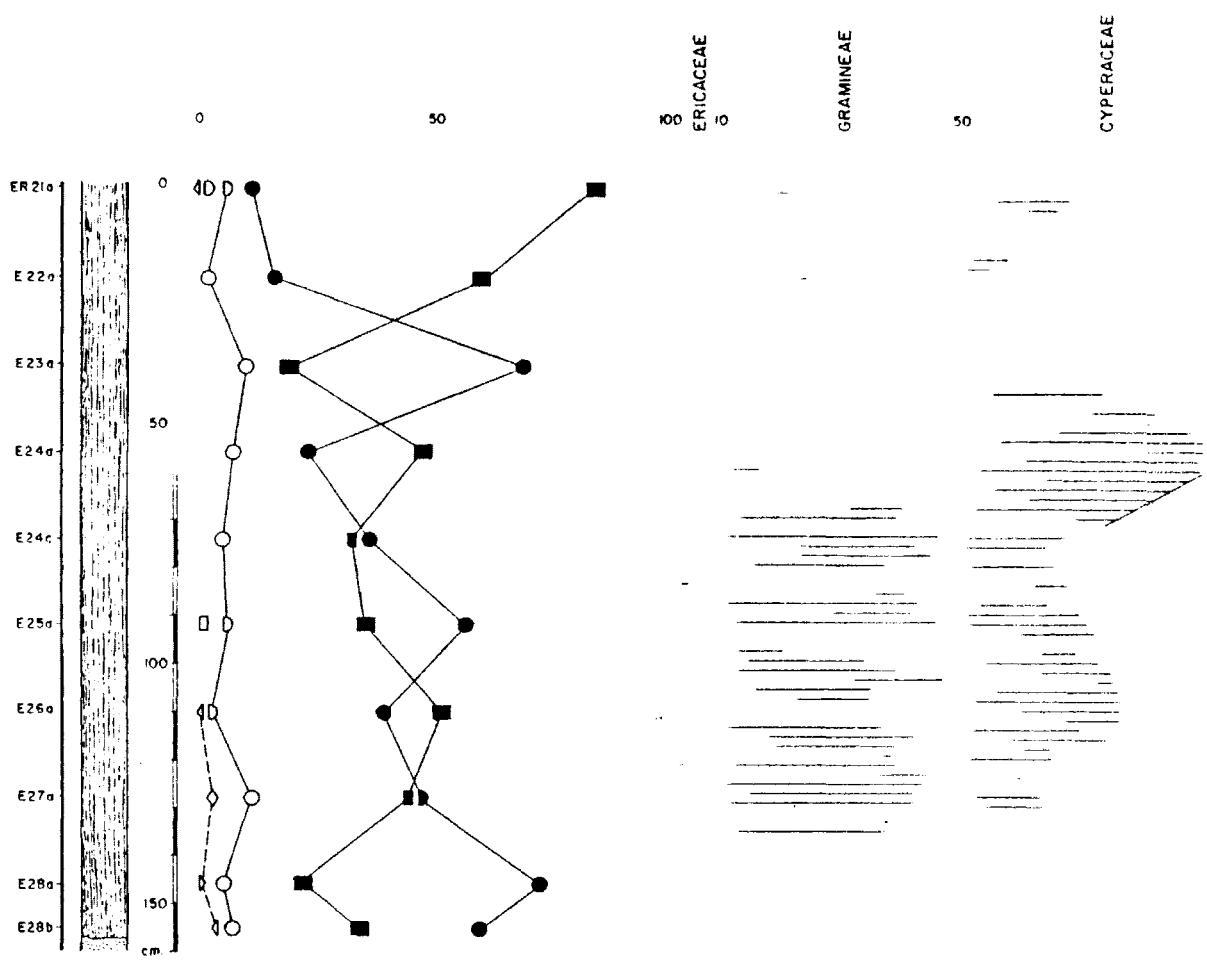 ERICACEAE
GRAMINEAE
CYPERACEAE
0 50 100 10 50
ER21a 0
E22a
E23a
50
E24a
E24c
E25a
100
E26a
E27a
E28a
150
E28b
cm.